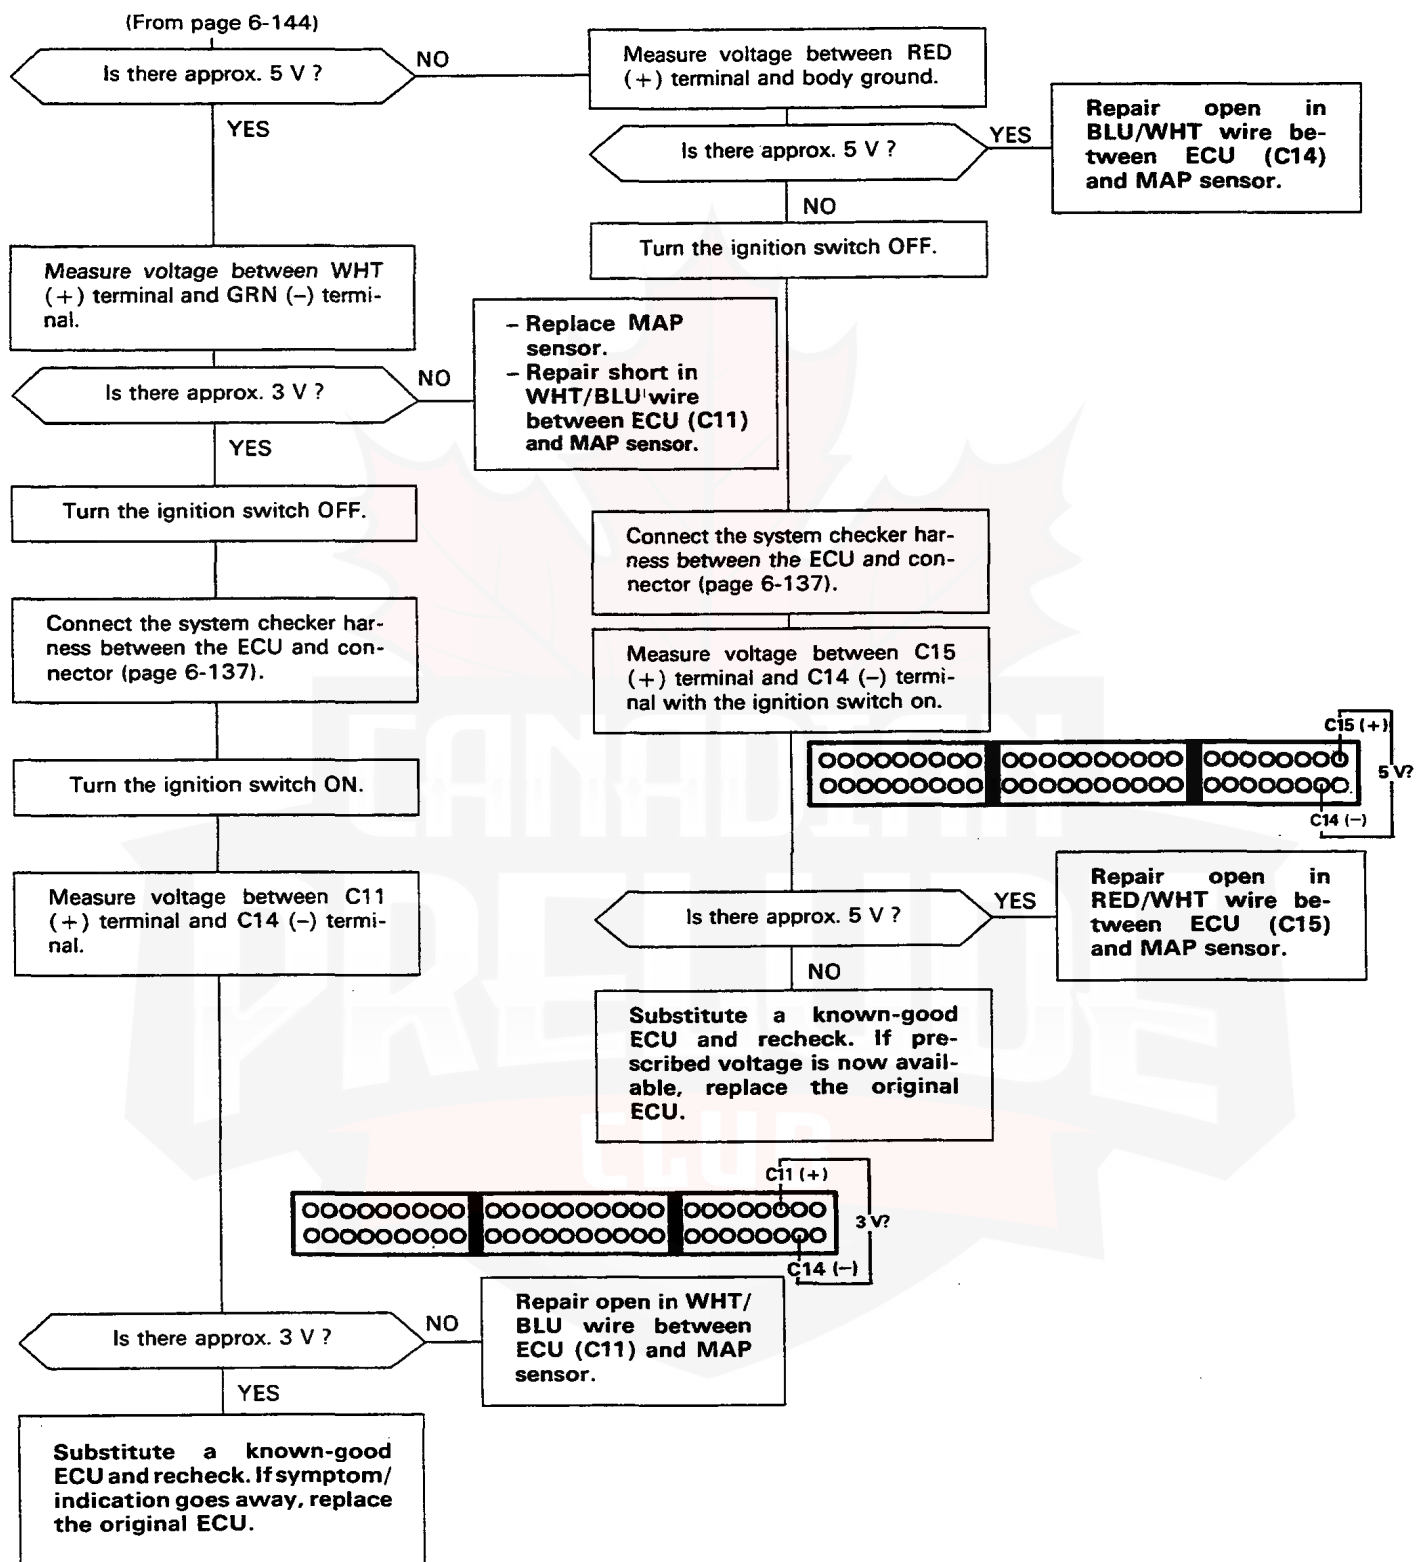 (From page 6-144)
Is there approx. 5 V ?
NO
YES
Measure voltage between RED
(+) terminal and body ground.
Is there approx. 5 V ?
YES
Repair open in
BLU/WHT wire be-
tween ECU (C14)
and MAP sensor.
NO
Turn the ignition switch OFF.
Measure voltage between WHT
(+) terminal and GRN (–) termi-
nal.
Is there approx. 3 V ?
NO
– Replace MAP
sensor.
– Repair short in
WHT/BLU wire
between ECU (C11)
and MAP sensor.
YES
Turn the ignition switch OFF.
Connect the system checker har-
ness between the ECU and con-
nector (page 6-137).
Turn the ignition switch ON.
Measure voltage between C11
(+) terminal and C14 (–) termi-
nal.
Connect the system checker har-
ness between the ECU and con-
nector (page 6-137).
Measure voltage between C15
(+) terminal and C14 (–) termi-
nal with the ignition switch on.
C15 (+)
5 V?
C14 (–)
Is there approx. 5 V ?
YES
Repair open in
RED/WHT wire be-
tween ECU (C15)
and MAP sensor.
NO
Substitute a known-good
ECU and recheck. If pre-
scribed voltage is now avail-
able, replace the original
ECU.
C11 (+)
3 V?
C14 (–)
Is there approx. 3 V ?
NO
Repair open in WHT/
BLU wire between
ECU (C11) and MAP
sensor.
YES
Substitute a known-good
ECU and recheck. If symptom/
indication goes away, replace
the original ECU.
CANADIAN
PRELUDE
CLUB